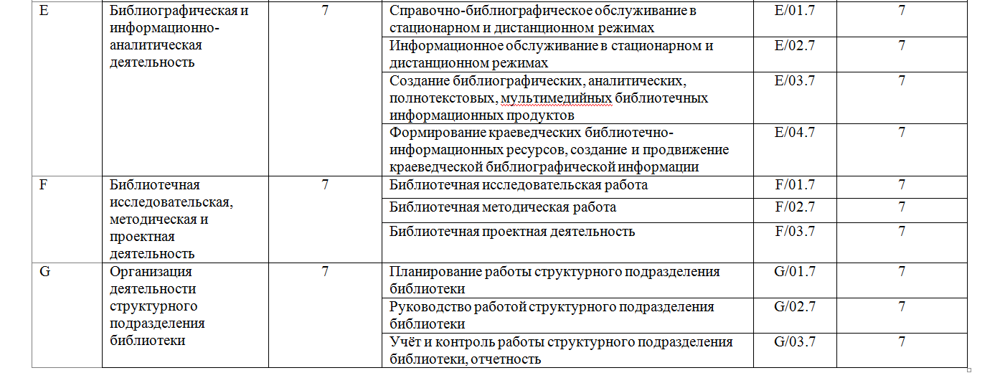 E
Библиографическая и
информационно-
аналитическая
деятельность
7
Справочно-библиографическое обслуживание в
стационарном и дистанционном режимах
E/01.7
7
Информационное обслуживание в стационарном и
дистанционном режимах
E/02.7
7
Создание библиографических, аналитических,
полнотекстовых, мультимедийных библиотечных
информационных продуктов
E/03.7
7
Формирование краеведческих библиотечно-
информационных ресурсов, создание и продвижение
краеведческой библиографической информации
E/04.7
7
F
Библиотечная
исследовательская,
методическая и
проектная
деятельность
7
Библиотечная исследовательская работа
F/01.7
7
Библиотечная методическая работа
F/02.7
7
Библиотечная проектная деятельность
F/03.7
7
G
Организация
деятельности
структурного
подразделения
библиотеки
7
Планирование работы структурного подразделения
библиотеки
G/01.7
7
Руководство работой структурного подразделения
библиотеки
G/02.7
7
Учёт и контроль работы структурного подразделения
библиотеки, отчетность
G/03.7
7